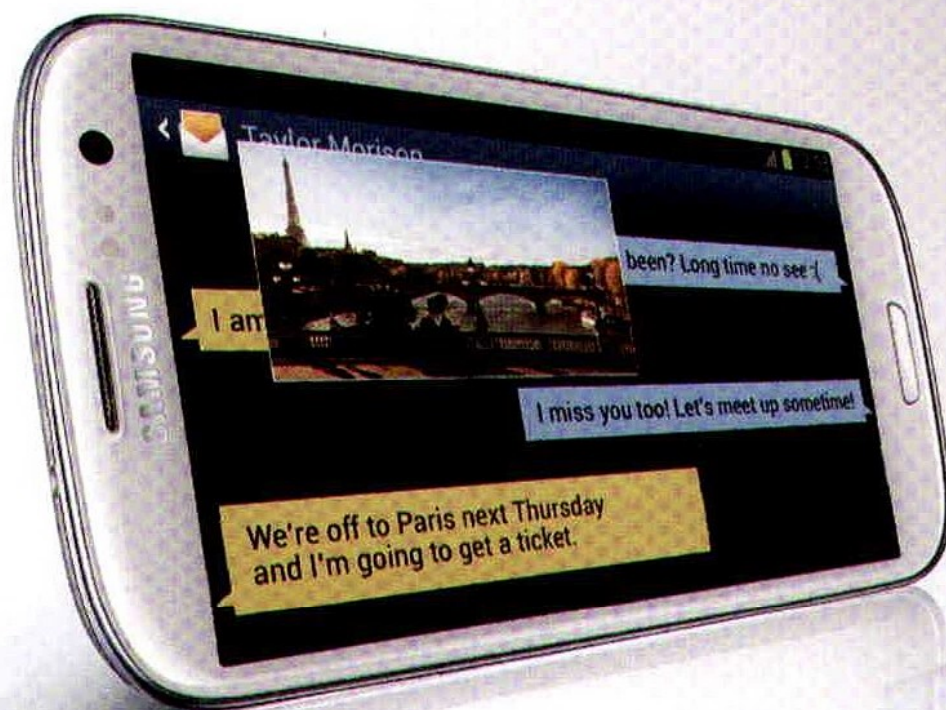 SAMSUNG
Taylor Morison
been? Long time no see :(
I am
I miss you too! Let's meet up sometime!
We're off to Paris next Thursday
and I'm going to get a ticket.